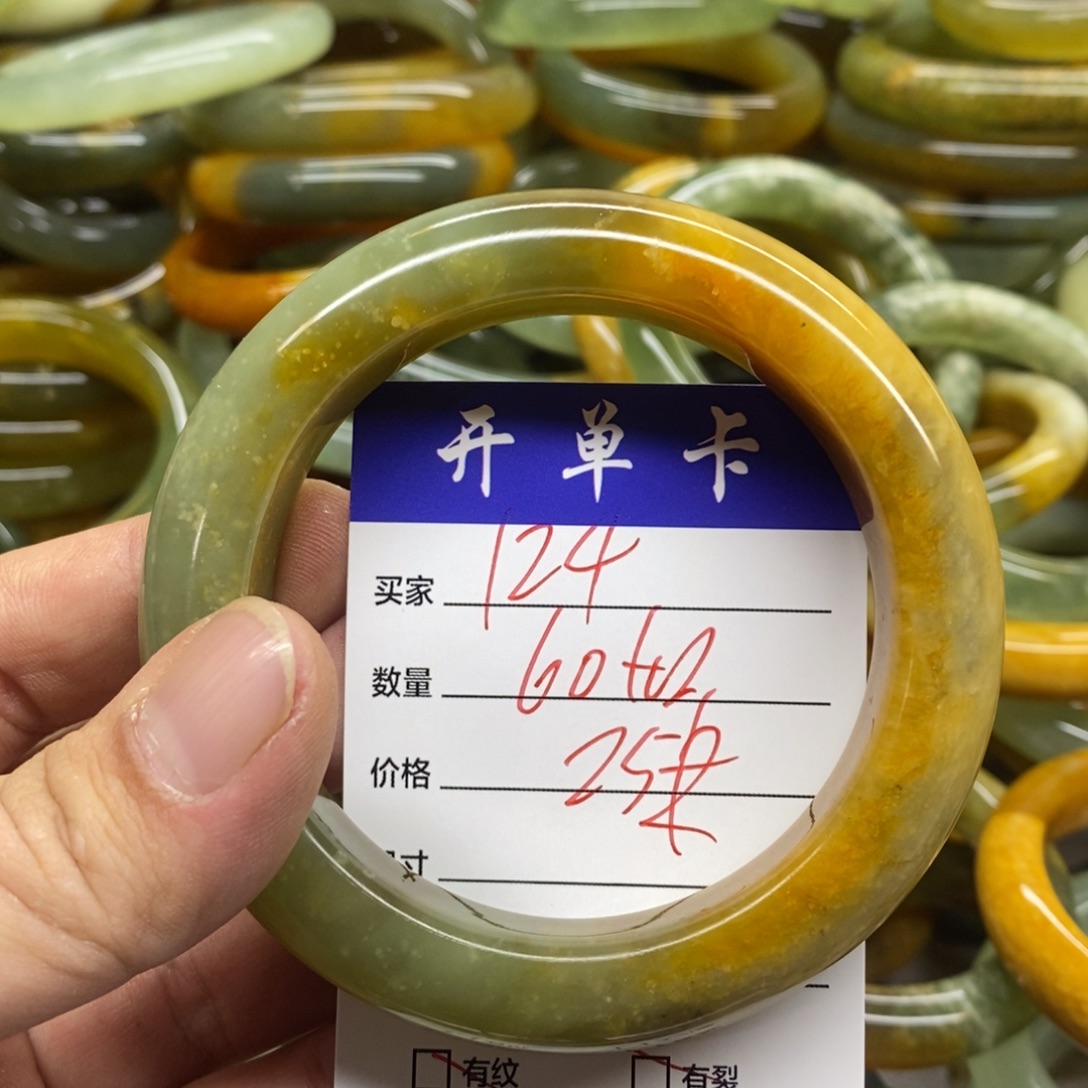 开单卡
买家 124
数量 60
价格 25
寸
有纹 有裂